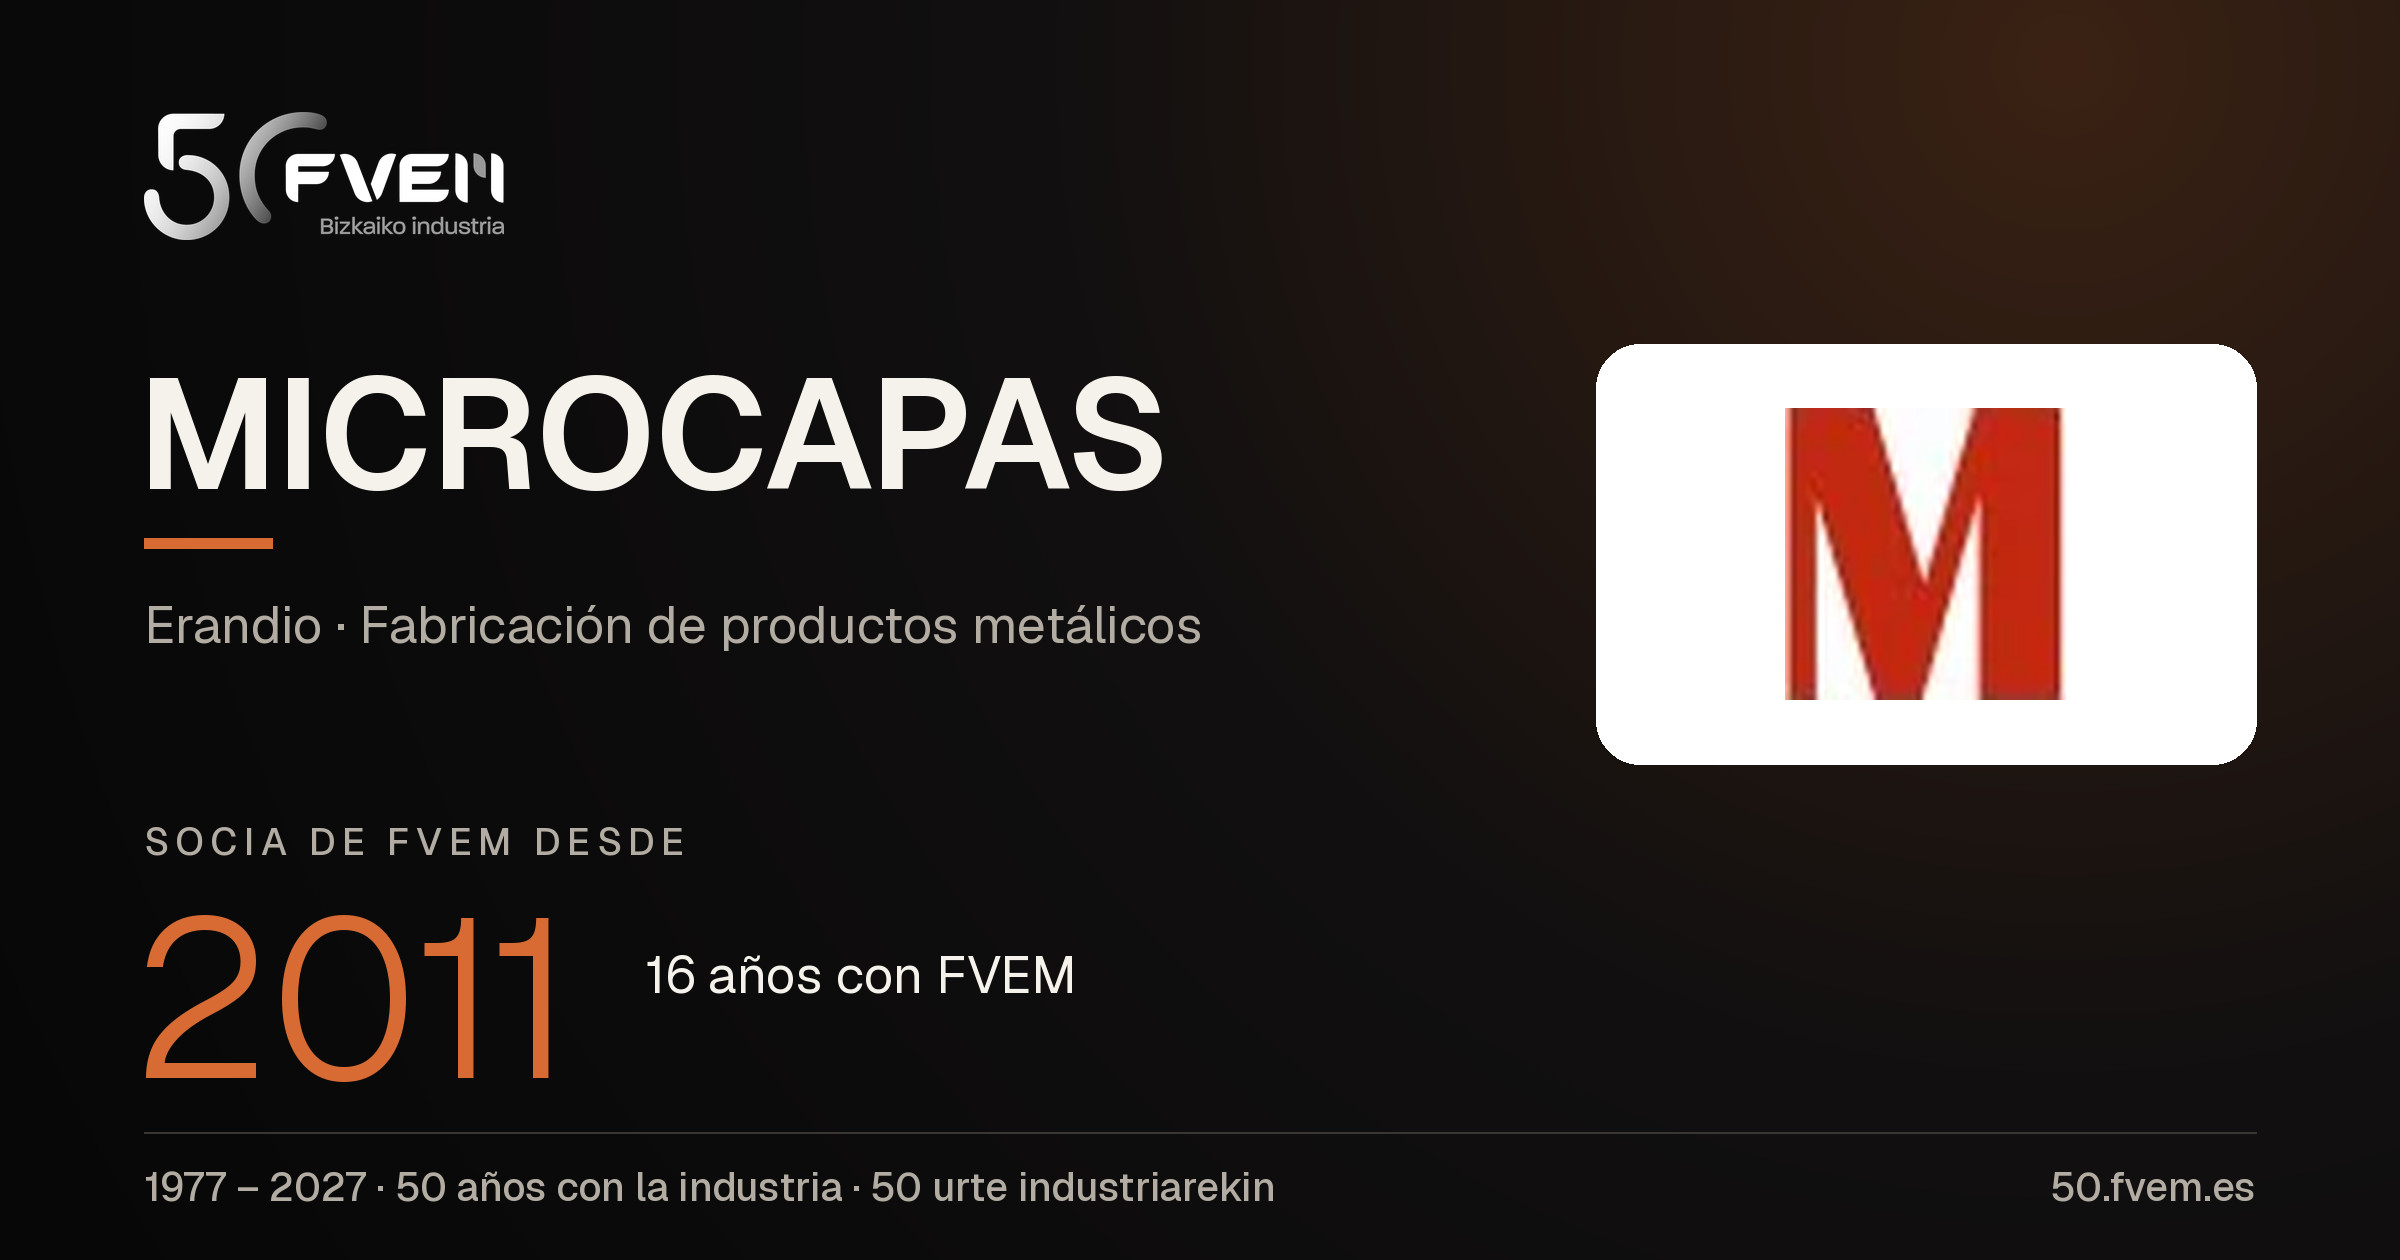 50 FVEM
Bizkaiko industria
MICROCAPAS
M
Erandio · Fabricación de productos metálicos
SOCIA DE FVEM DESDE
2011
16 años con FVEM
1977 – 2027 · 50 años con la industria · 50 urte industriarekin
50.fvem.es